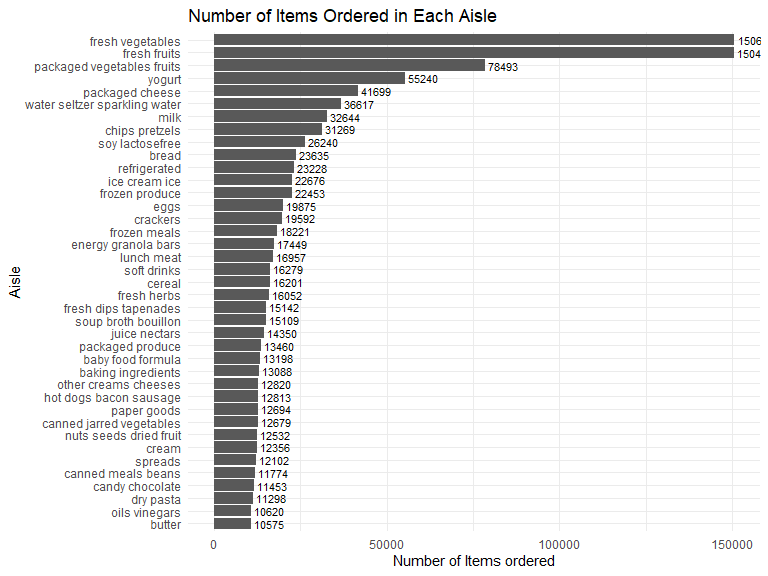 Number of Items Ordered in Each Aisle
fresh vegetables 1506
fresh fruits 1504
packaged vegetables fruits 78493
yogurt 55240
packaged cheese 41699
water seltzer sparkling water 36617
milk 32644
chips pretzels 31269
soy lactosefree 26240
bread 23635
refrigerated 23228
ice cream ice 22676
frozen produce 22453
eggs 19875
crackers 19592
frozen meals 18221
energy granola bars 17449
lunch meat 16957
soft drinks 16279
cereal 16201
fresh herbs 16052
fresh dips tapenades 15142
soup broth bouillon 15109
juice nectars 14350
packaged produce 13460
baby food formula 13198
baking ingredients 13088
other creams cheeses 12820
hot dogs bacon sausage 12813
paper goods 12694
canned jarred vegetables 12679
nuts seeds dried fruit 12532
cream 12356
spreads 12102
canned meals beans 11774
candy chocolate 11453
dry pasta 11298
oils vinegars 10620
butter 10575
Aisle
0 50000 100000 150000
Number of Items ordered